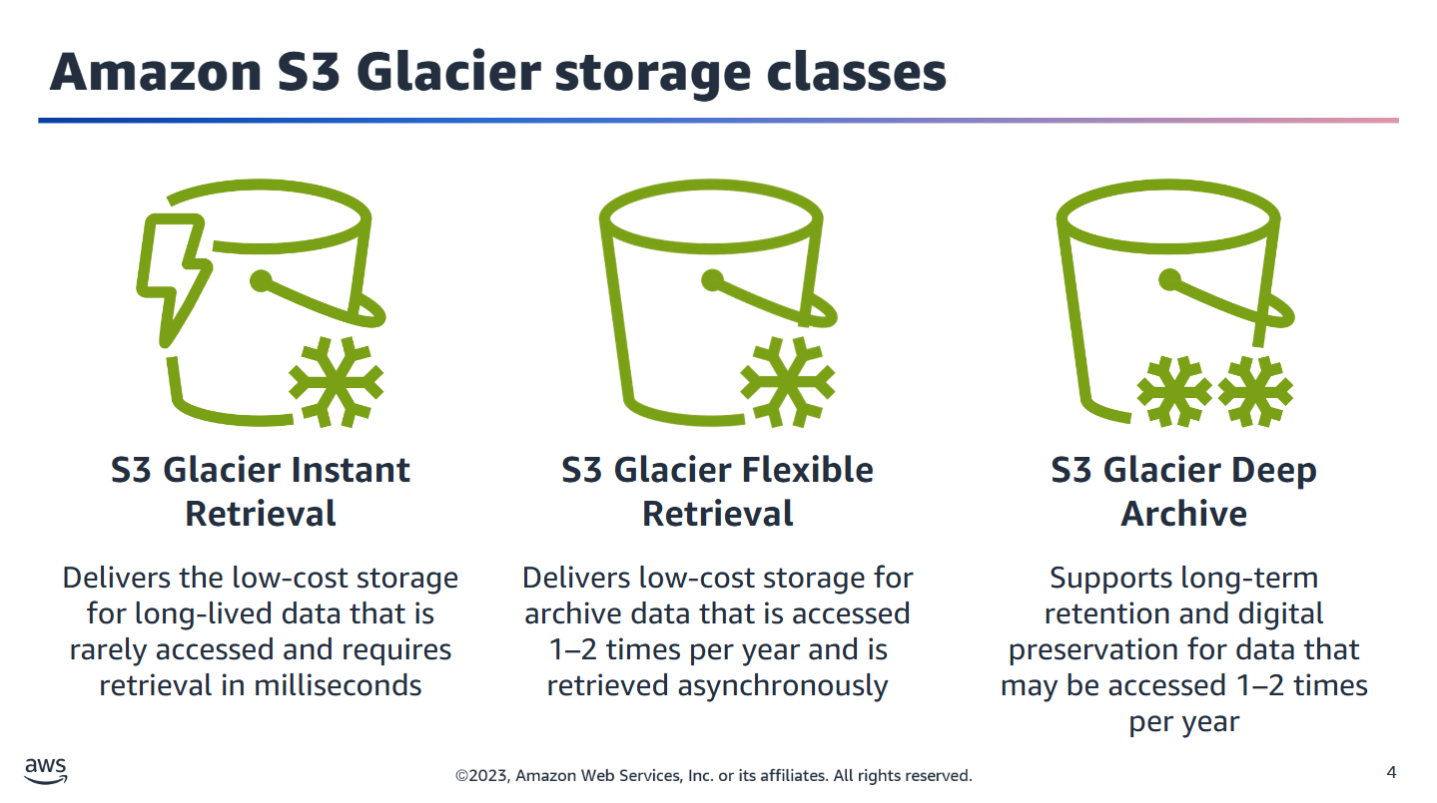 Amazon S3 Glacier storage classes
S3 Glacier Instant
Retrieval
Delivers the low-cost storage
for long-lived data that is
rarely accessed and requires
retrieval in milliseconds
S3 Glacier Flexible
Retrieval
Delivers low-cost storage for
archive data that is accessed
1–2 times per year and is
retrieved asynchronously
S3 Glacier Deep
Archive
Supports long-term
retention and digital
preservation for data that
may be accessed 1–2 times
per year
aws
©2023, Amazon Web Services, Inc. or its affiliates. All rights reserved.
4